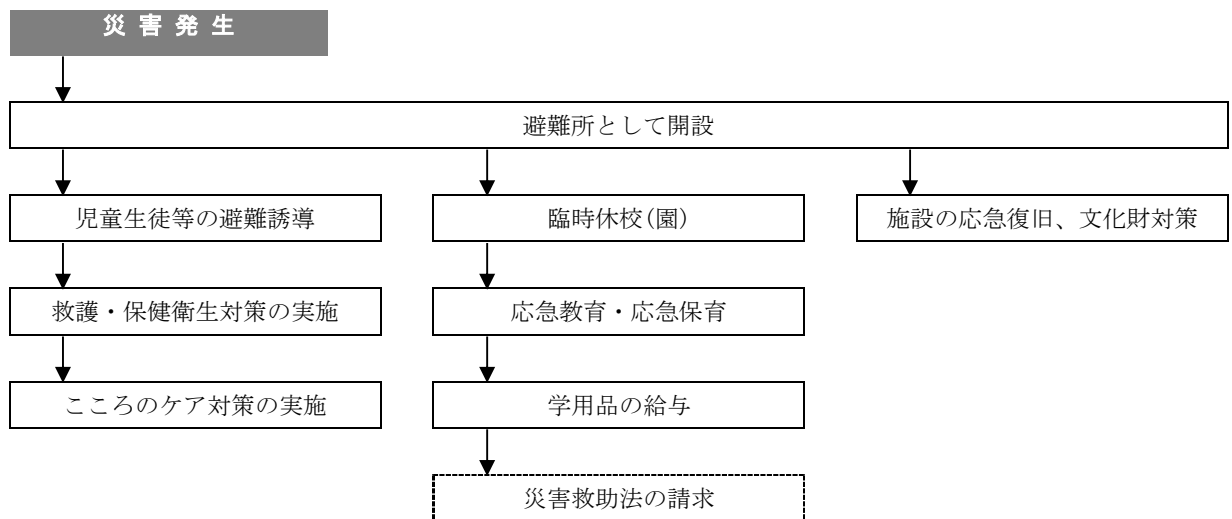 災害発生
避難所として開設
児童生徒等の避難誘導
臨時休校(園)
施設の応急復旧、文化財対策
救護・保健衛生対策の実施
応急教育・応急保育
こころのケア対策の実施
学用品の給与
災害救助法の請求